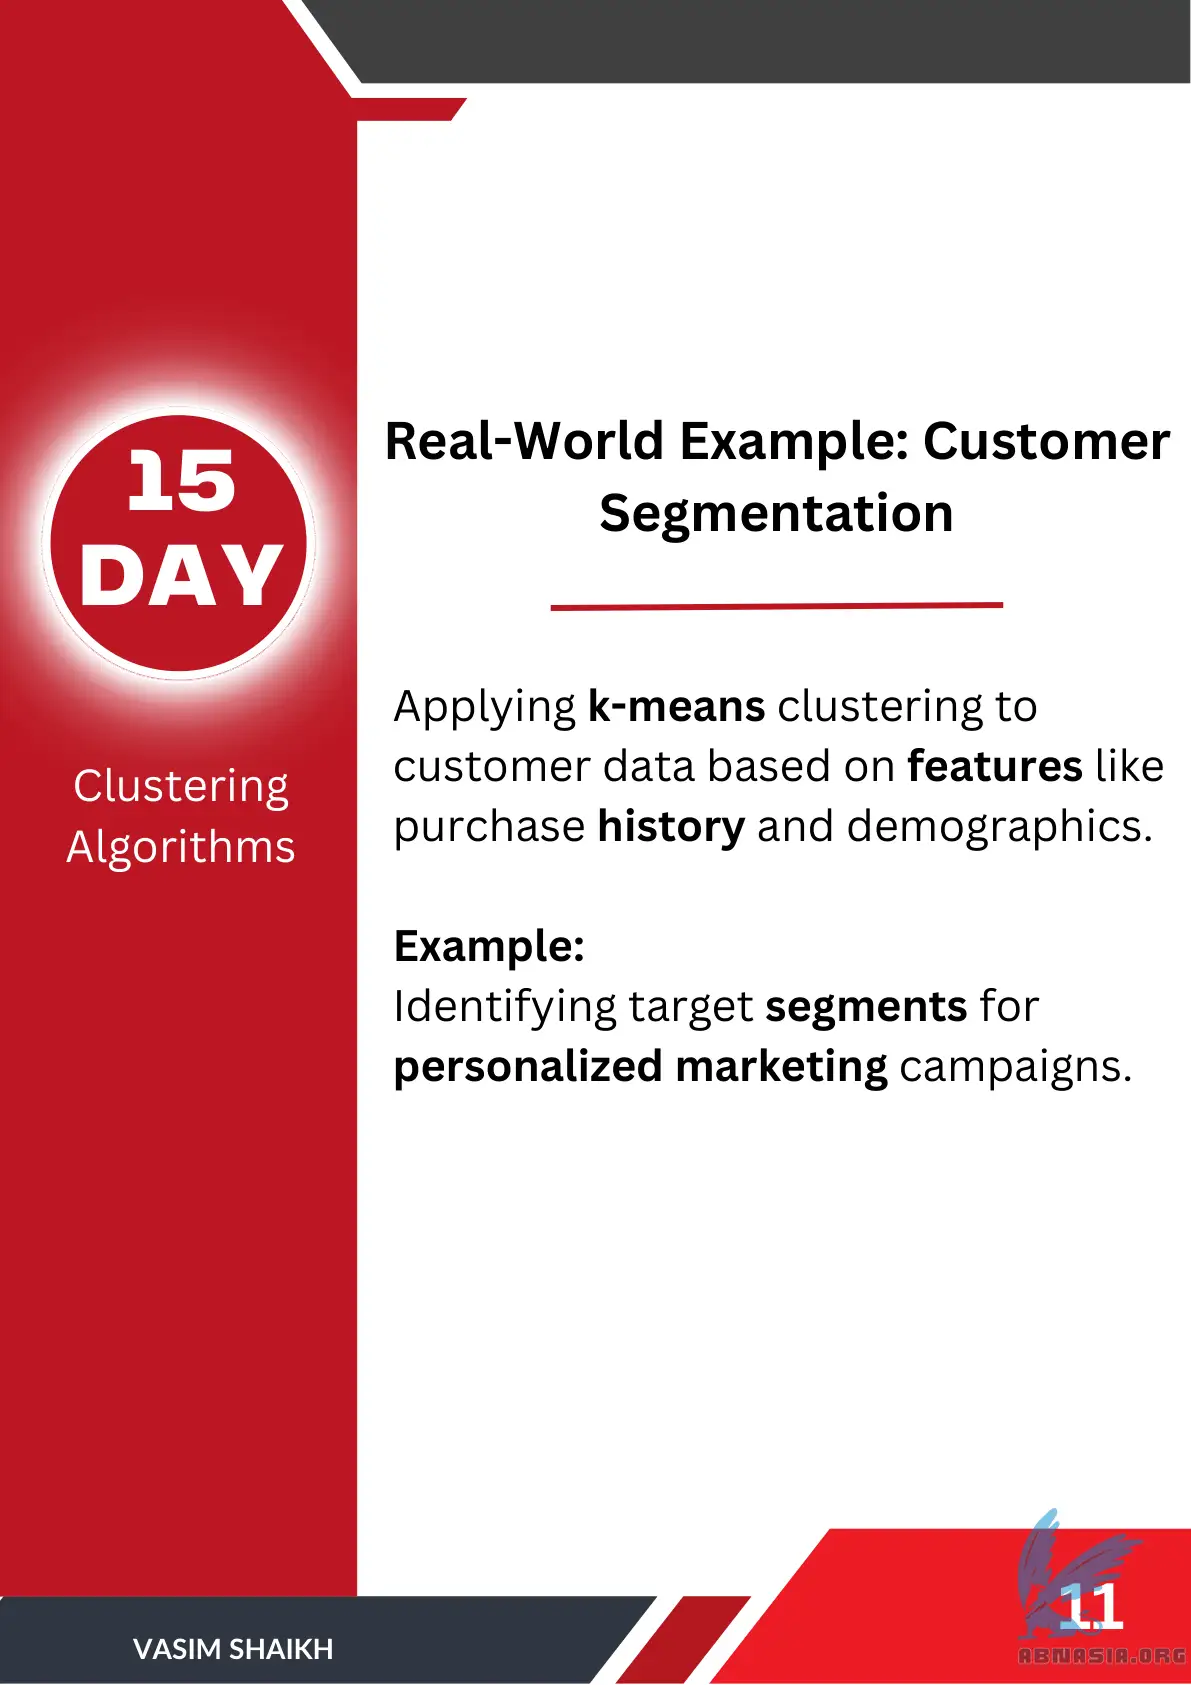 15
DAY
Clustering
Algorithms
Real-World Example: Customer
Segmentation
Applying k-means clustering to
customer data based on features like
purchase history and demographics.
Example:
Identifying target segments for
personalized marketing campaigns.
VASIM SHAIKH
11
ABNASIA.ORG